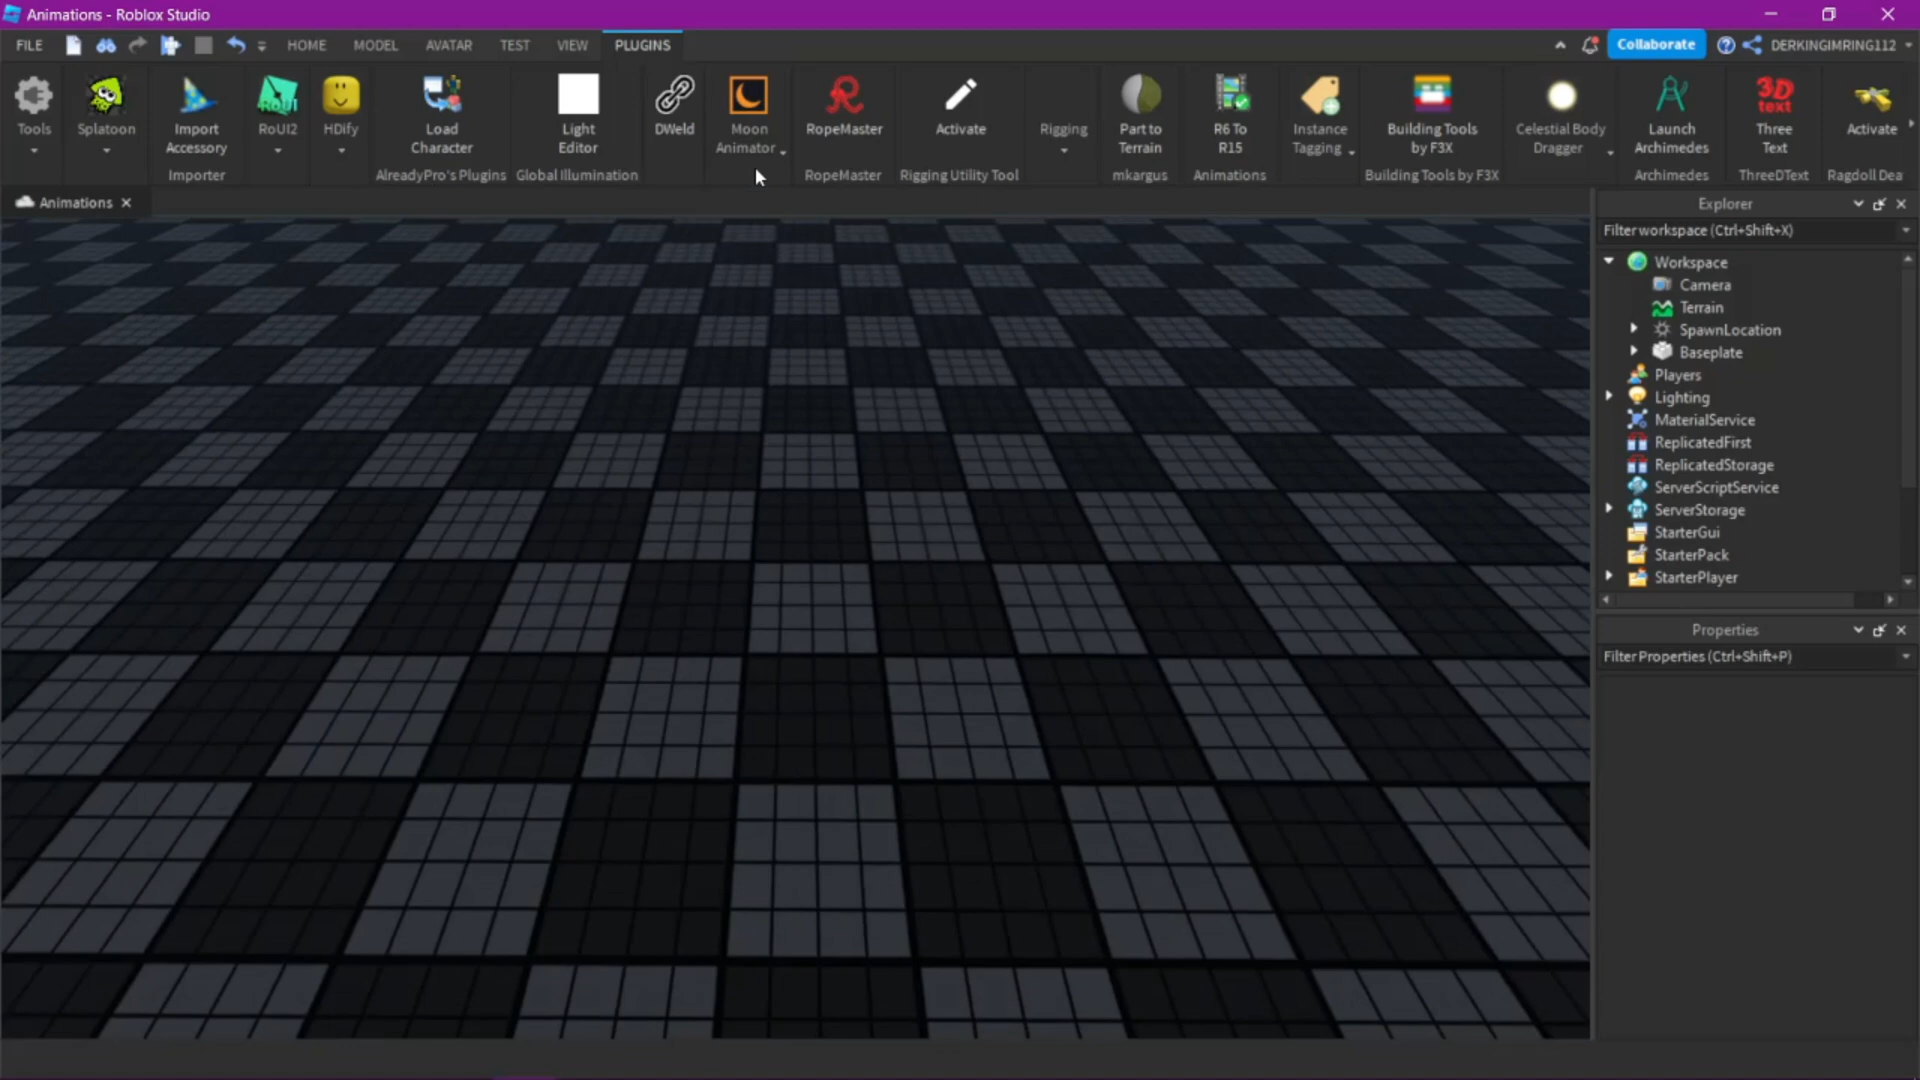 Animations - Roblox Studio
FILE HOME MODEL AVATAR TEST VIEW PLUGINS Collaborate DERKINGIMRING112
Tools
Splatoon
Import Accessory
Importer
RoUI
RoUI2
HDify
Load Character
AlreadyPro's Plugins
Light Editor
Global Illumination
DWeld
Moon Animator
RopeMaster
RopeMaster
Activate
Rigging Utility Tool
Rigging
Part to Terrain
mkargus
R6 To R15
Animations
Instance Tagging
Building Tools by F3X
Building Tools by F3X
Celestial Body Dragger
Launch Archimedes
Archimedes
3D text
Three Text
ThreeDText
Activate
Ragdoll Dea
Animations
Explorer
Filter workspace (Ctrl+Shift+X)
Workspace
Camera
Terrain
SpawnLocation
Baseplate
Players
Lighting
MaterialService
ReplicatedFirst
ReplicatedStorage
ServerScriptService
ServerStorage
StarterGui
StarterPack
StarterPlayer
Properties
Filter Properties (Ctrl+Shift+P)